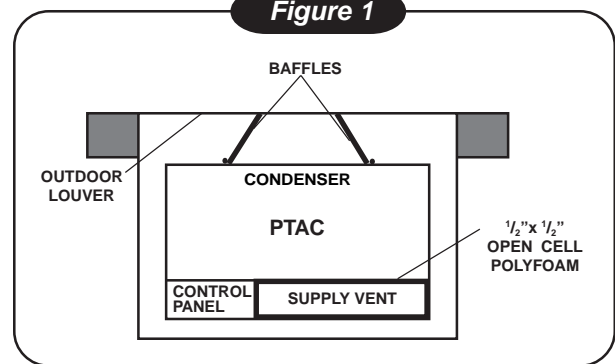 Figure 1
BAFFLES
OUTDOOR
LOUVER
CONDENSER
PTAC
1/2”x 1/2”
OPEN CELL
POLYFOAM
CONTROL
PANEL
SUPPLY VENT